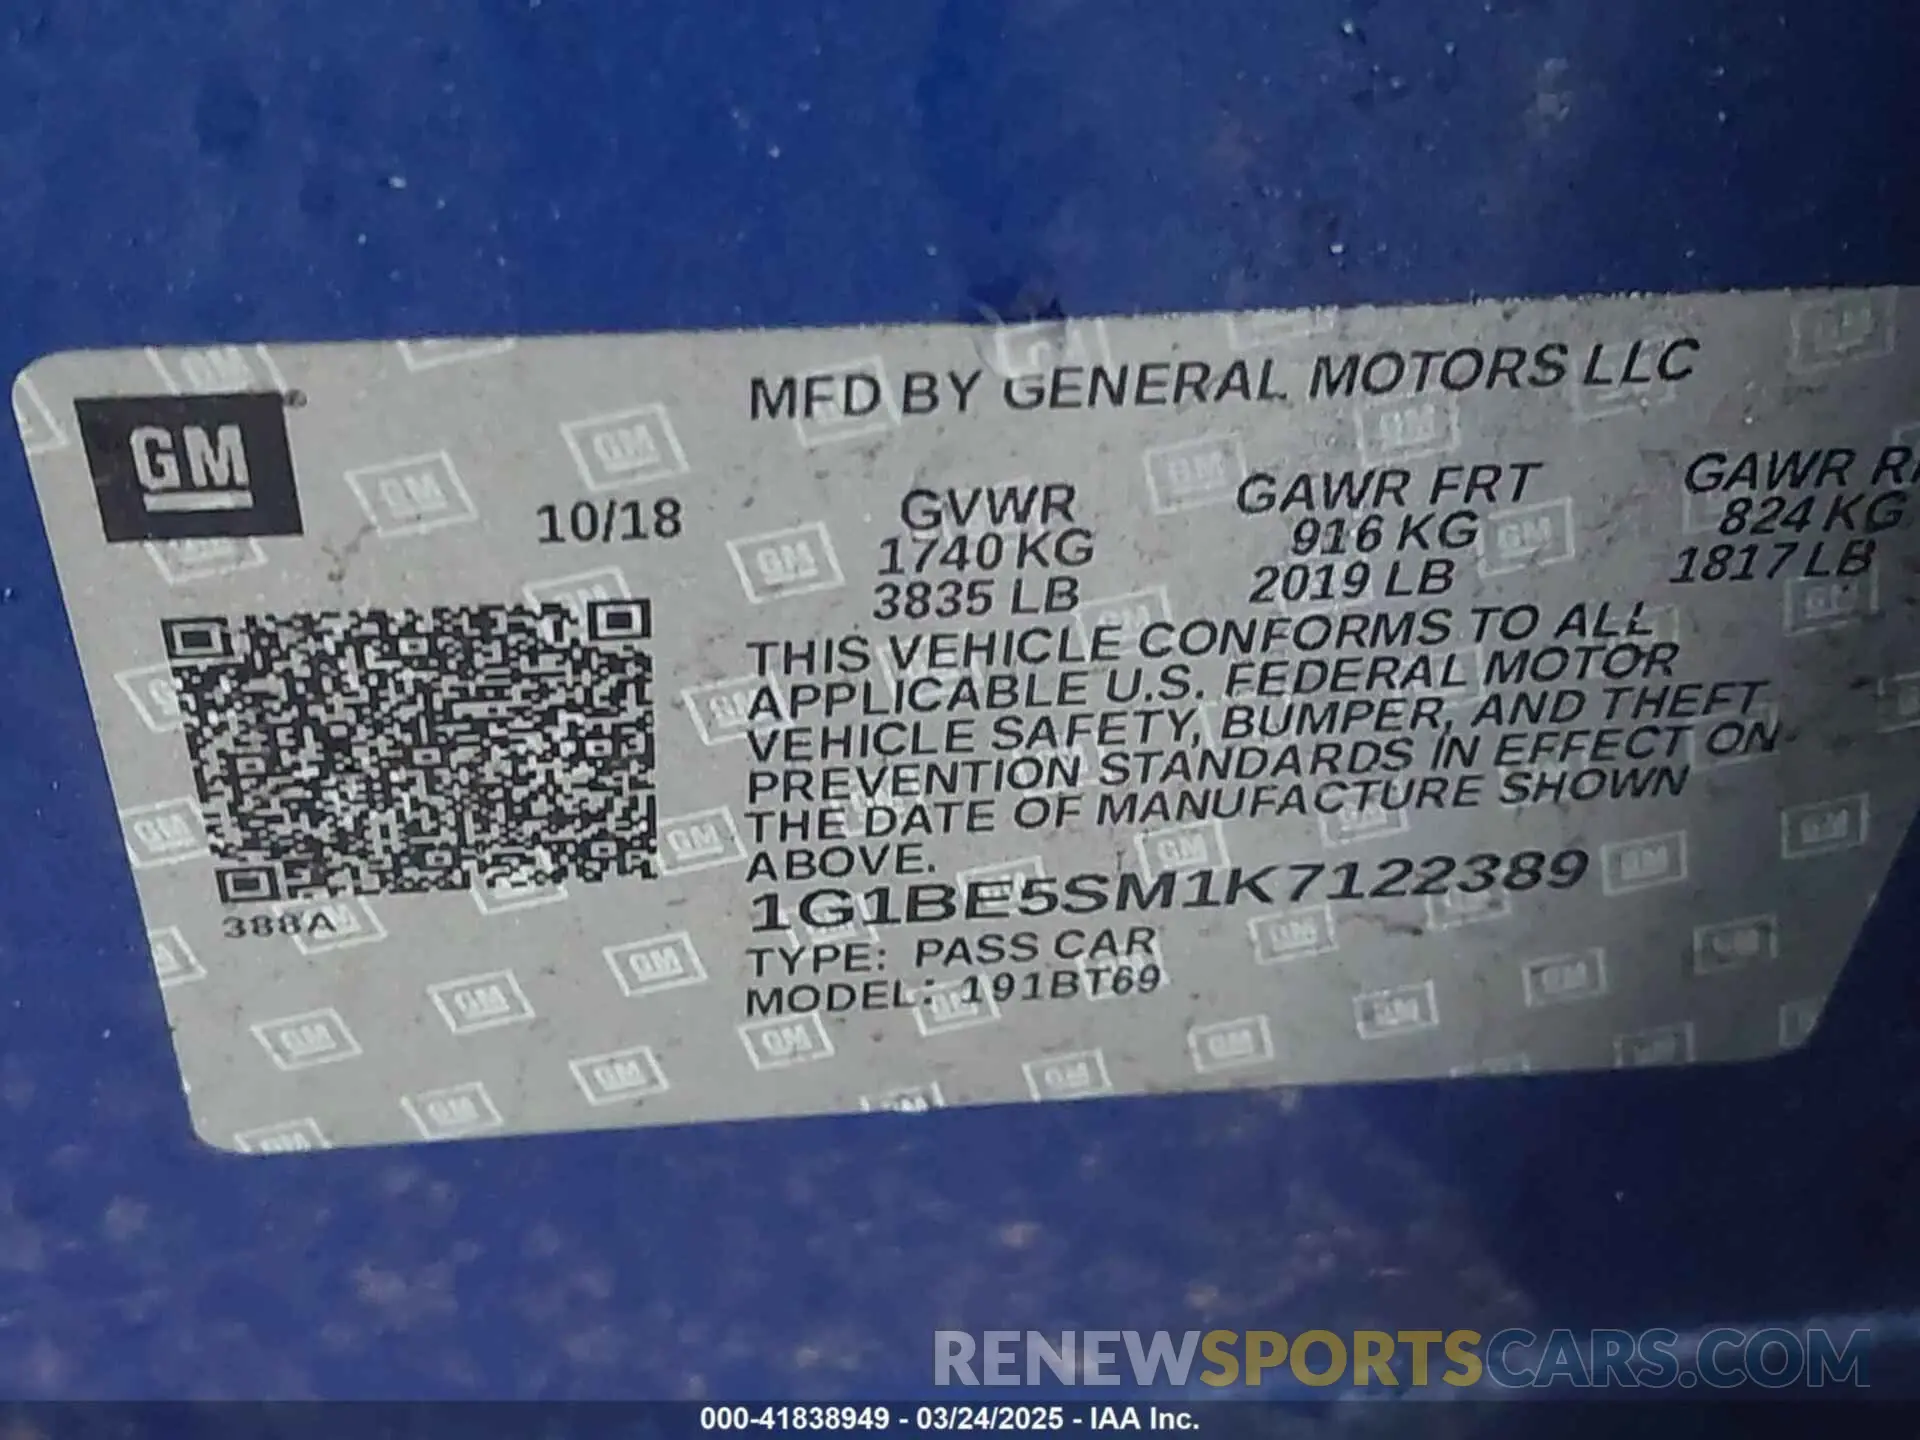 MFD BY GENERAL MOTORS LLC
GM
10/18
GVWR
1740 KG
3835 LB
GAWR FRT
916 KG
2019 LB
GAWR
824 KG
1817 LB
THIS VEHICLE CONFORMS TO ALL
APPLICABLE U.S. FEDERAL MOTOR
VEHICLE SAFETY, BUMPER, AND THEFT
PREVENTION STANDARDS IN EFFECT ON
THE DATE OF MANUFACTURE SHOWN
ABOVE.
1G1BE5SM1K7122389
TYPE: PASS CAR
MODEL: 191BT69
388A
RENEWSPORTSCARS.COM
000-41838949 - 03/24/2025 - IAA Inc.